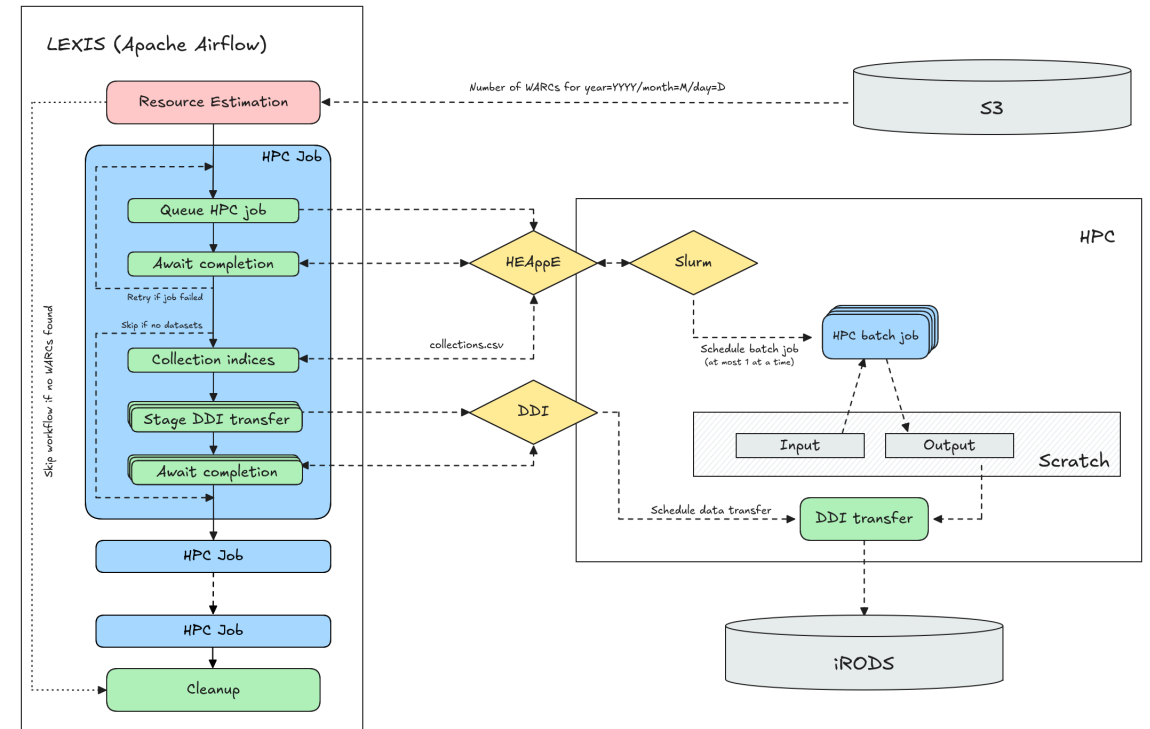 LEXIS (Apache Airflow)
Resource Estimation
Number of WARCs for year=YYYY/month=M/day=D
S3
HPC Job
Queue HPC job
Await completion
Retry if job failed
Skip if no datasets
Collection indices
Stage DDI transfer
Await completion
HPC Job
HPC Job
Cleanup
Skip workflow if no WARCs found
HEAppE
collections.csv
DDI
HPC
Slurm
Schedule batch job
(at most 1 at a time)
HPC batch job
Input
Output
Scratch
Schedule data transfer
DDI transfer
iRODS